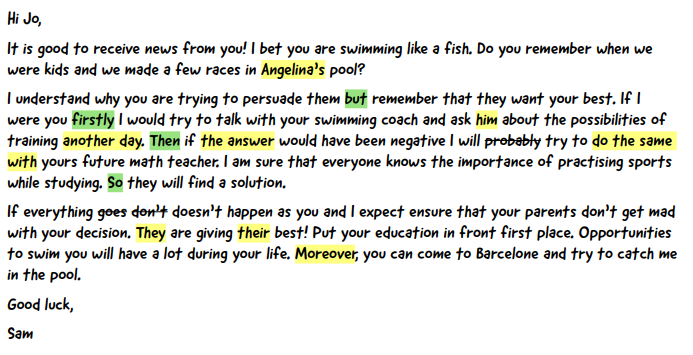 Hi Jo,
It is good to receive news from you! I bet you are swimming like a fish. Do you remember when we
were kids and we made a few races in Angelina's pool?
I understand why you are trying to persuade them but remember that they want your best. If I
were you firstly I would try to talk with your swimming coach and ask him about the possibilities of
training another day. Then if the answer would have been negative I will probably try to do the same
with yours future math teacher. I am sure that everyone knows the importance of practising sports
while studying. So they will find a solution.
If everything goes don't doesn't happen as you and I expect ensure that your parents don't get mad
with your decision. They are giving their best! Put your education in front first place. Opportunities
to swim you will have a lot during your life. Moreover, you can come to Barcelone and try to catch me
in the pool.
Good luck,
Sam